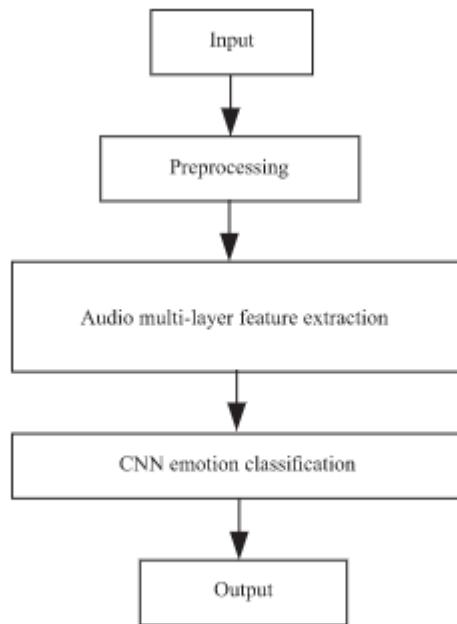 Input
Preprocessing
Audio multi-layer feature extraction
CNN emotion classification
Output